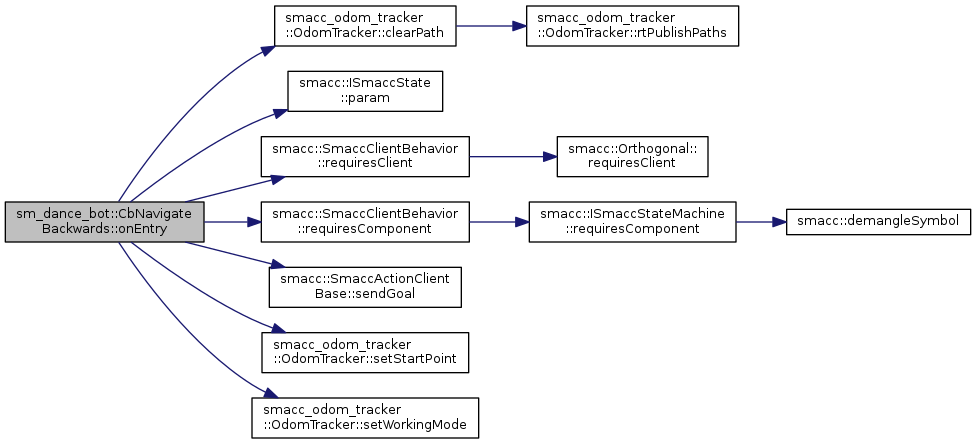 smacc_odom_tracker
::OdomTracker::clearPath
smacc_odom_tracker
::OdomTracker::rtPublishPaths
smacc::ISmaccState
::param
smacc::SmaccClientBehavior
::requiresClient
smacc::Orthogonal::
requiresClient
sm_dance_bot::CbNavigate
Backwards::onEntry
smacc::SmaccClientBehavior
::requiresComponent
smacc::ISmaccStateMachine
::requiresComponent
smacc::demangleSymbol
smacc::SmaccActionClient
Base::sendGoal
smacc_odom_tracker
::OdomTracker::setStartPoint
smacc_odom_tracker
::OdomTracker::setWorkingMode